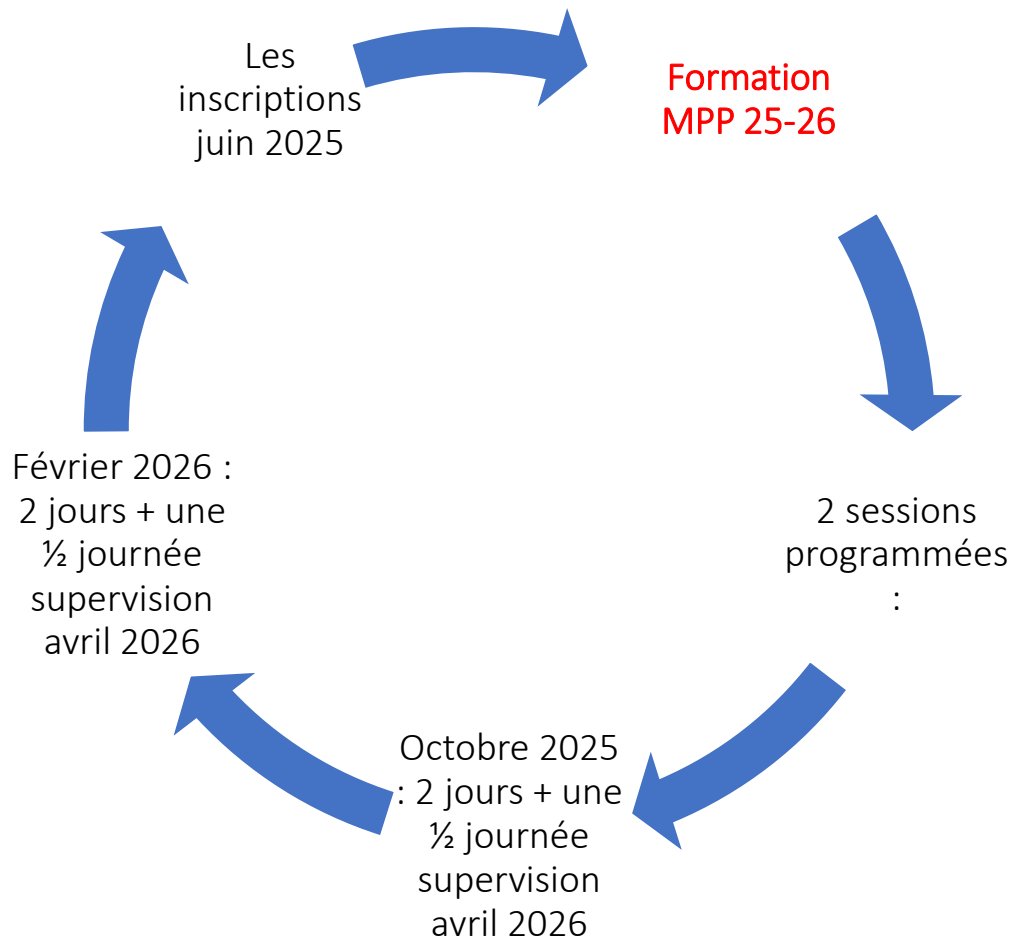 Les
inscriptions
juin 2025
Formation
MPP 25-26
2 sessions
programmées
:
Octobre 2025
: 2 jours + une
½ journée
supervision
avril 2026
Février 2026 :
2 jours + une
½ journée
supervision
avril 2026